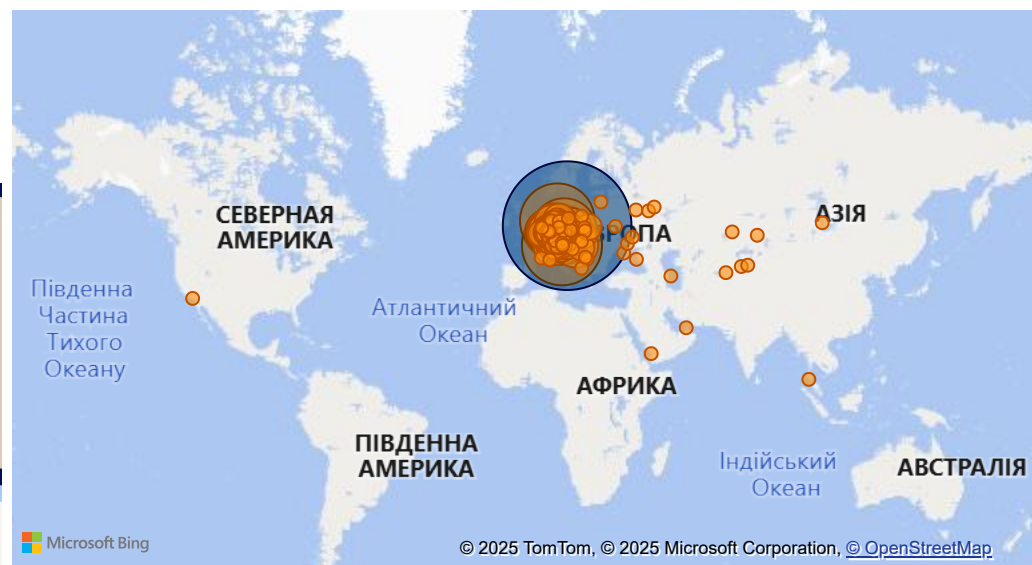 СЕВЕРНАЯ
АМЕРИКА
АЗІЯ
ЕВРОПА
Південна
Частина
Тихого
Океану
Атлантичний
Океан
АФРИКА
ПІВДЕННА
АМЕРИКА
Індійський
Океан
АВСТРАЛІЯ
Microsoft Bing
© 2025 TomTom, © 2025 Microsoft Corporation, © OpenStreetMap